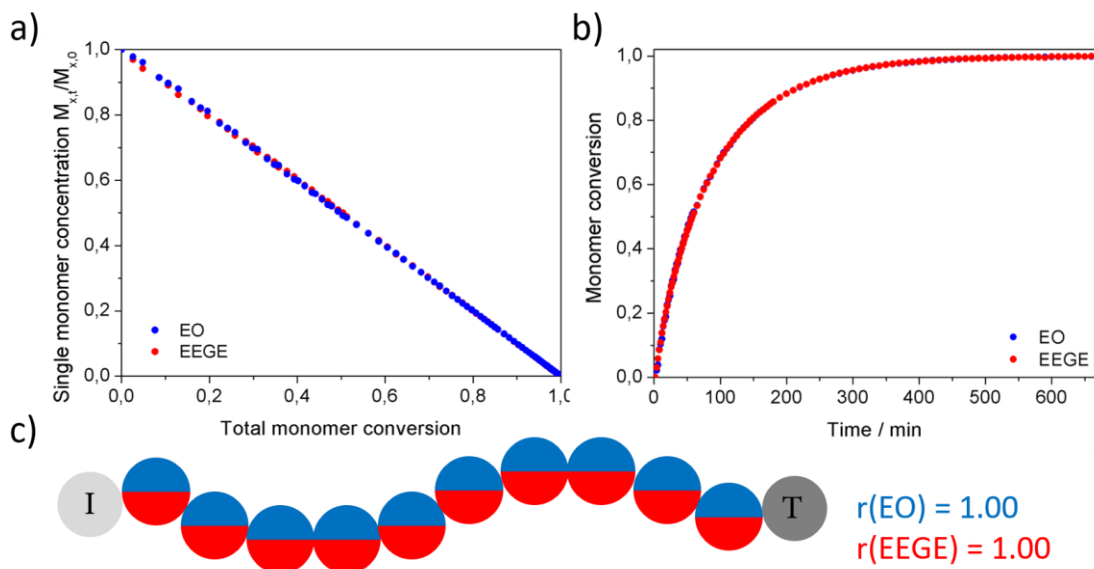 a)
Single monomer concentration M_x,t/M_x,0
1,0
0,8
0,6
0,4
0,2
0,0
EO
EEGE
0,0 0,2 0,4 0,6 0,8 1,0
Total monomer conversion
b)
Monomer conversion
1,0
0,8
0,6
0,4
0,2
0,0
EO
EEGE
0 100 200 300 400 500 600
Time / min
c)
I
T
r(EO) = 1.00
r(EEGE) = 1.00